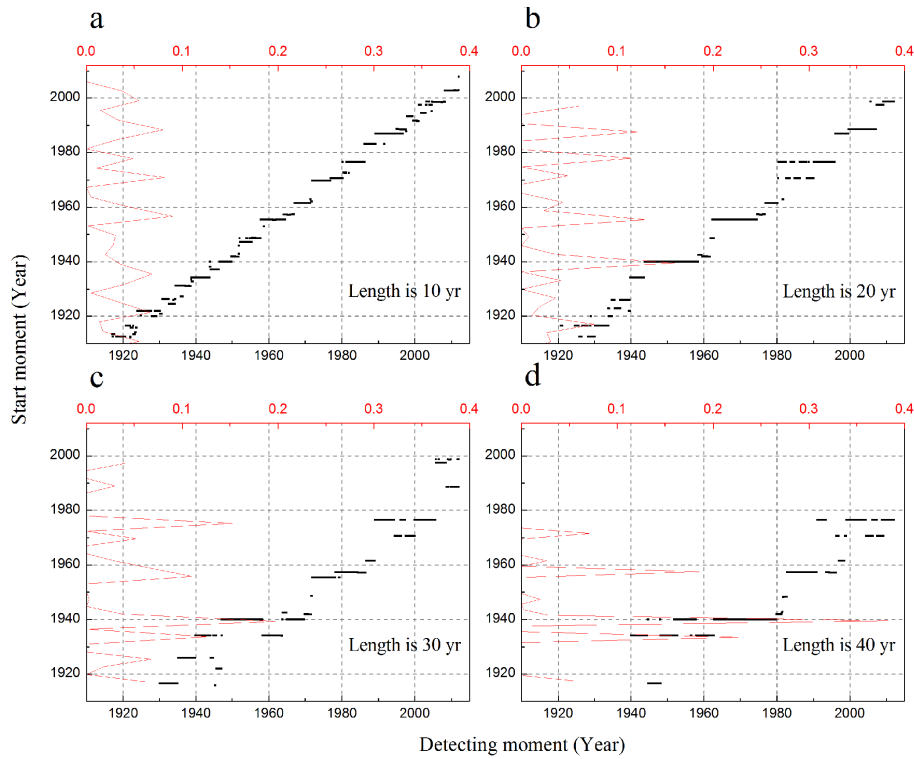 a
b
0.0 0.1 0.2 0.3 0.4
0.0 0.1 0.2 0.3 0.4
2000
1980
1960
1940
1920
2000
1980
1960
1940
1920
Length is 10 yr
Length is 20 yr
1920 1940 1960 1980 2000
1920 1940 1960 1980 2000
Start moment (Year)
c
d
0.0 0.1 0.2 0.3 0.4
0.0 0.1 0.2 0.3 0.4
2000
1980
1960
1940
1920
2000
1980
1960
1940
1920
Length is 30 yr
Length is 40 yr
1920 1940 1960 1980 2000
1920 1940 1960 1980 2000
Detecting moment (Year)